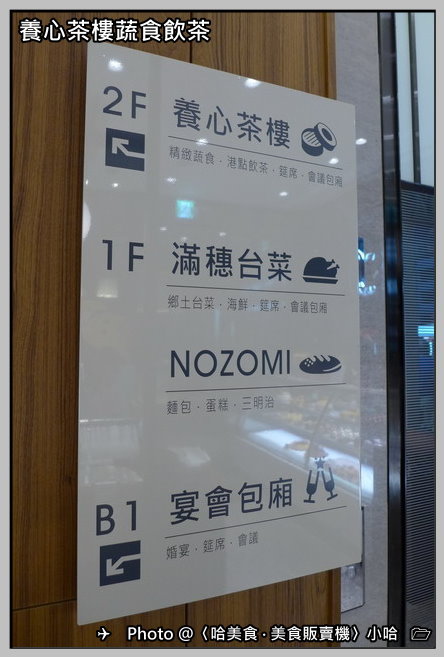 養心茶樓蔬食飲茶
2F 養心茶樓
精緻蔬食．港點飲茶．筵席．會議包廂
1F 滿穗台菜
鄉土台菜．海鮮．筵席．會議包廂
NOZOMI
麵包．蛋糕．三明治
B1 宴會包廂
婚宴．筵席．會議
Photo @〈哈美食．美食販賣機〉小哈